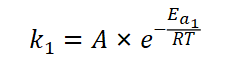 k₁ = A × e^(-Eₐ₁/RT)